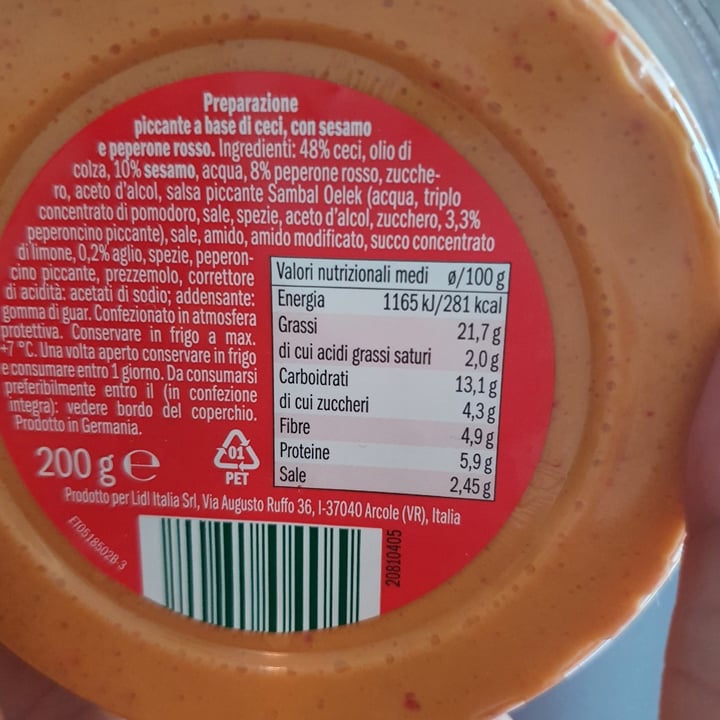 Preparazione
piccante a base di ceci, con sesamo
e peperone rosso. Ingredienti: 48% ceci, olio di
colza, 10% sesamo, acqua, 8% peperone rosso, zucche-
ro, aceto d'alcol, salsa piccante Sambal Oelek (acqua, triplo
concentrato di pomodoro, sale, spezie, aceto d'alcol, zucchero, 3,3%
peperoncino piccante), sale, amido, amido modificato, succo concentrato
di limone, 0,2% aglio, spezie, peperon-
cino piccante, prezzemolo, correttore
di acidità: acetati di sodio; addensante:
gomma di guar. Confezionato in atmosfera
protettiva. Conservare in frigo a max.
+7 °C. Una volta aperto conservare in frigo
e consumare entro 1 giorno. Da consumarsi
preferibilmente entro il (in confezione
integra): vedere bordo del coperchio.
Prodotto in Germania.
Valori nutrizionali medi ø/100 g
Energia 1165 kJ/281 kcal
Grassi 21,7 g
di cui acidi grassi saturi 2,0 g
Carboidrati 13,1 g
di cui zuccheri 4,3 g
Fibre 4,9 g
Proteine 5,9 g
Sale 2,45 g
200 g e
01
PET
Prodotto per Lidl Italia Srl, Via Augusto Ruffo 36, I-37040 Arcole (VR), Italia
FT05185028-3
20810405